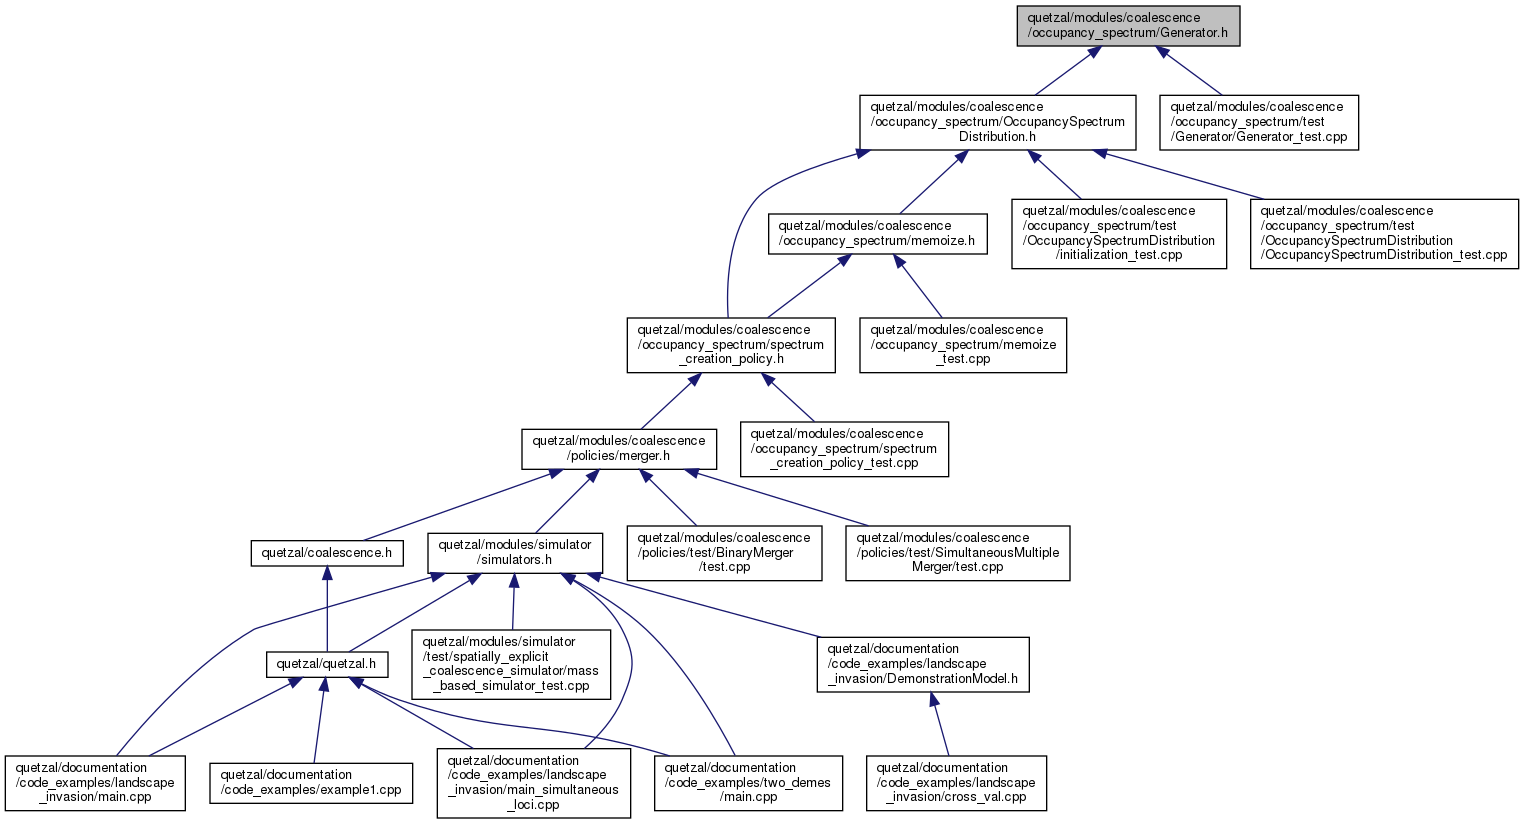 quetzal/modules/coalescence
/occupancy_spectrum/Generator.h
quetzal/modules/coalescence
/occupancy_spectrum/OccupancySpectrum
Distribution.h
quetzal/modules/coalescence
/occupancy_spectrum/test
/Generator/Generator_test.cpp
quetzal/modules/coalescence
/occupancy_spectrum/memoize.h
quetzal/modules/coalescence
/occupancy_spectrum/test
/OccupancySpectrumDistribution
/initialization_test.cpp
quetzal/modules/coalescence
/occupancy_spectrum/test
/OccupancySpectrumDistribution
/OccupancySpectrumDistribution_test.cpp
quetzal/modules/coalescence
/occupancy_spectrum/spectrum
_creation_policy.h
quetzal/modules/coalescence
/occupancy_spectrum/memoize
_test.cpp
quetzal/modules/coalescence
/policies/merger.h
quetzal/modules/coalescence
/occupancy_spectrum/spectrum
_creation_policy_test.cpp
quetzal/coalescence.h
quetzal/modules/simulator
/simulators.h
quetzal/modules/coalescence
/policies/test/BinaryMerger
/test.cpp
quetzal/modules/coalescence
/policies/test/SimultaneousMultiple
Merger/test.cpp
quetzal/quetzal.h
quetzal/modules/simulator
/test/spatially_explicit
_coalescence_simulator/mass
_based_simulator_test.cpp
quetzal/documentation
/code_examples/landscape
_invasion/DemonstrationModel.h
quetzal/documentation
/code_examples/landscape
_invasion/main.cpp
quetzal/documentation
/code_examples/example1.cpp
quetzal/documentation
/code_examples/landscape
_invasion/main_simultaneous
_loci.cpp
quetzal/documentation
/code_examples/two_demes
/main.cpp
quetzal/documentation
/code_examples/landscape
_invasion/cross_val.cpp